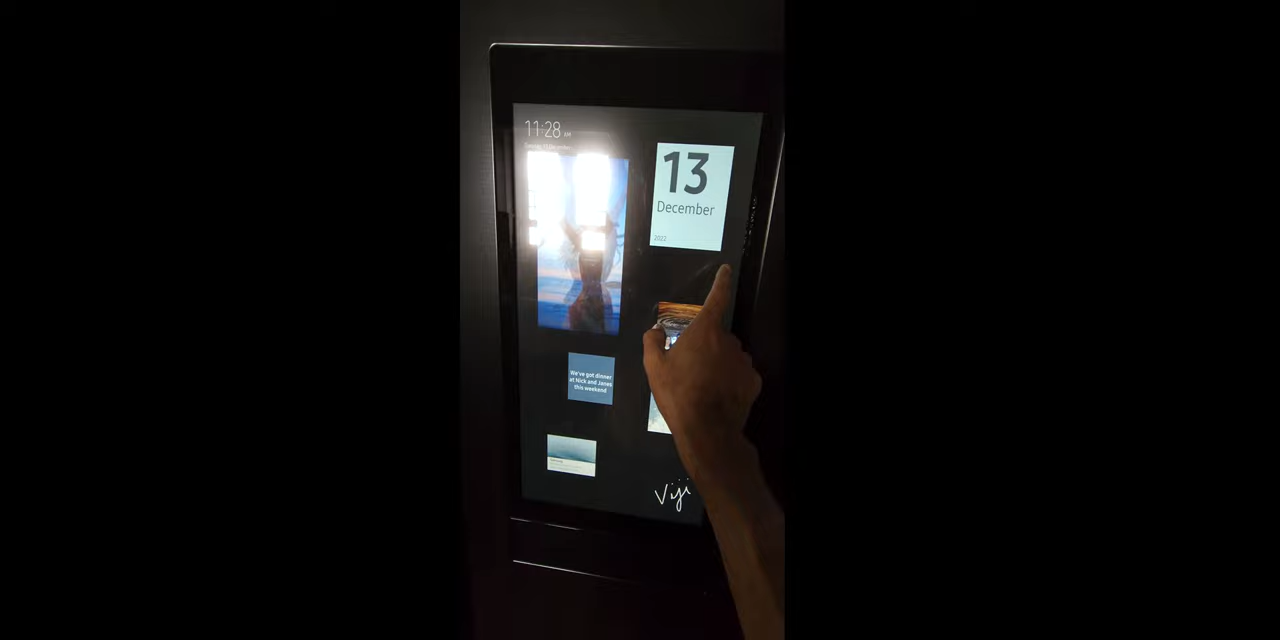 11:28 AM
13
December
2022
We've got dinner
at Nick and Janes
this weekend
Viji